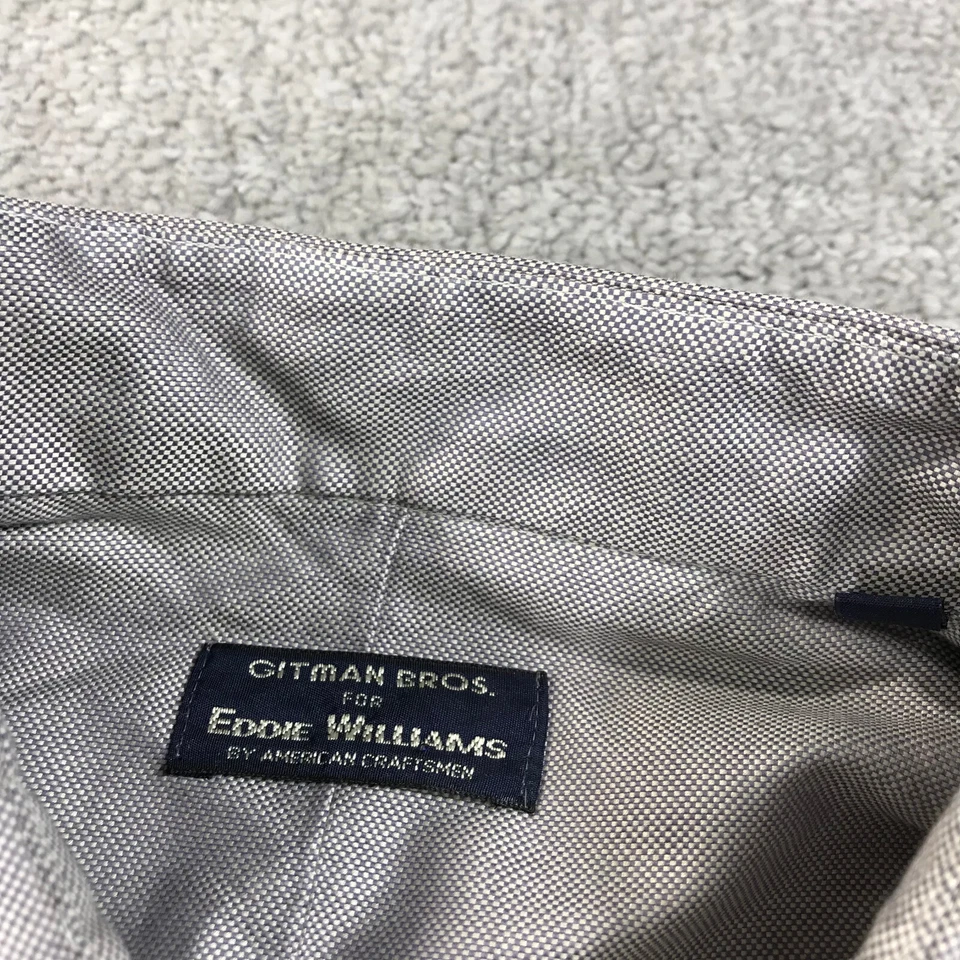 GITMAN BROS.
FOR
EDDIE WILLIAMS
BY AMERICAN CRAFTSMEN